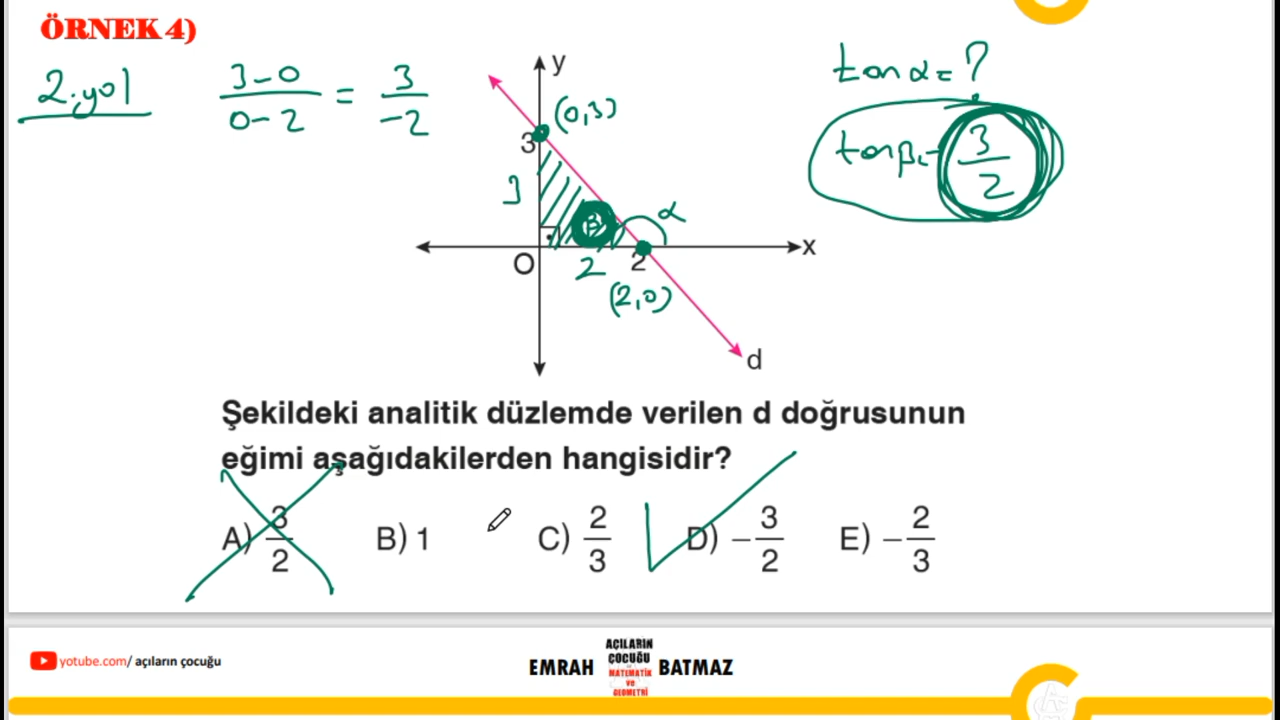 ÖRNEK 4)
2.yol
3-0
0-2
=
3
-2
tan α = ?
tan β =
3
2
y
(0,3)
3
3
β
α
x
O
2
2
(2,0)
d
Şekildeki analitik düzlemde verilen d doğrusunun
eğimi aşağıdakilerden hangisidir?
A) 3/2 B) 1 C) 2/3 D) −3/2 E) −2/3
yotube.com/ açıların çocuğu
EMRAH
AÇILARIN
ÇOCUĞU
MATEMATİK
ve
GEOMETRİ
BATMAZ